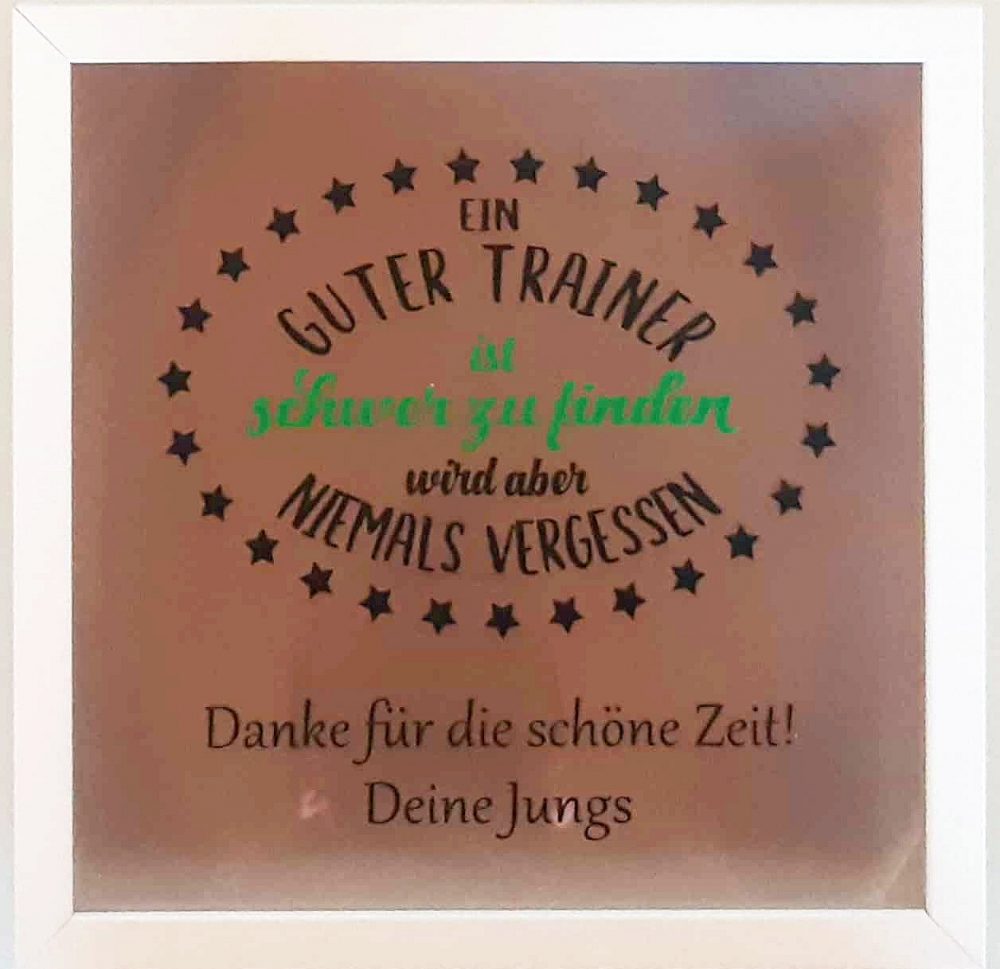 EIN
GUTER TRAINER
ist
schwer zu finden
wird aber
NIEMALS VERGESSEN
Danke für die schöne Zeit!
Deine Jungs